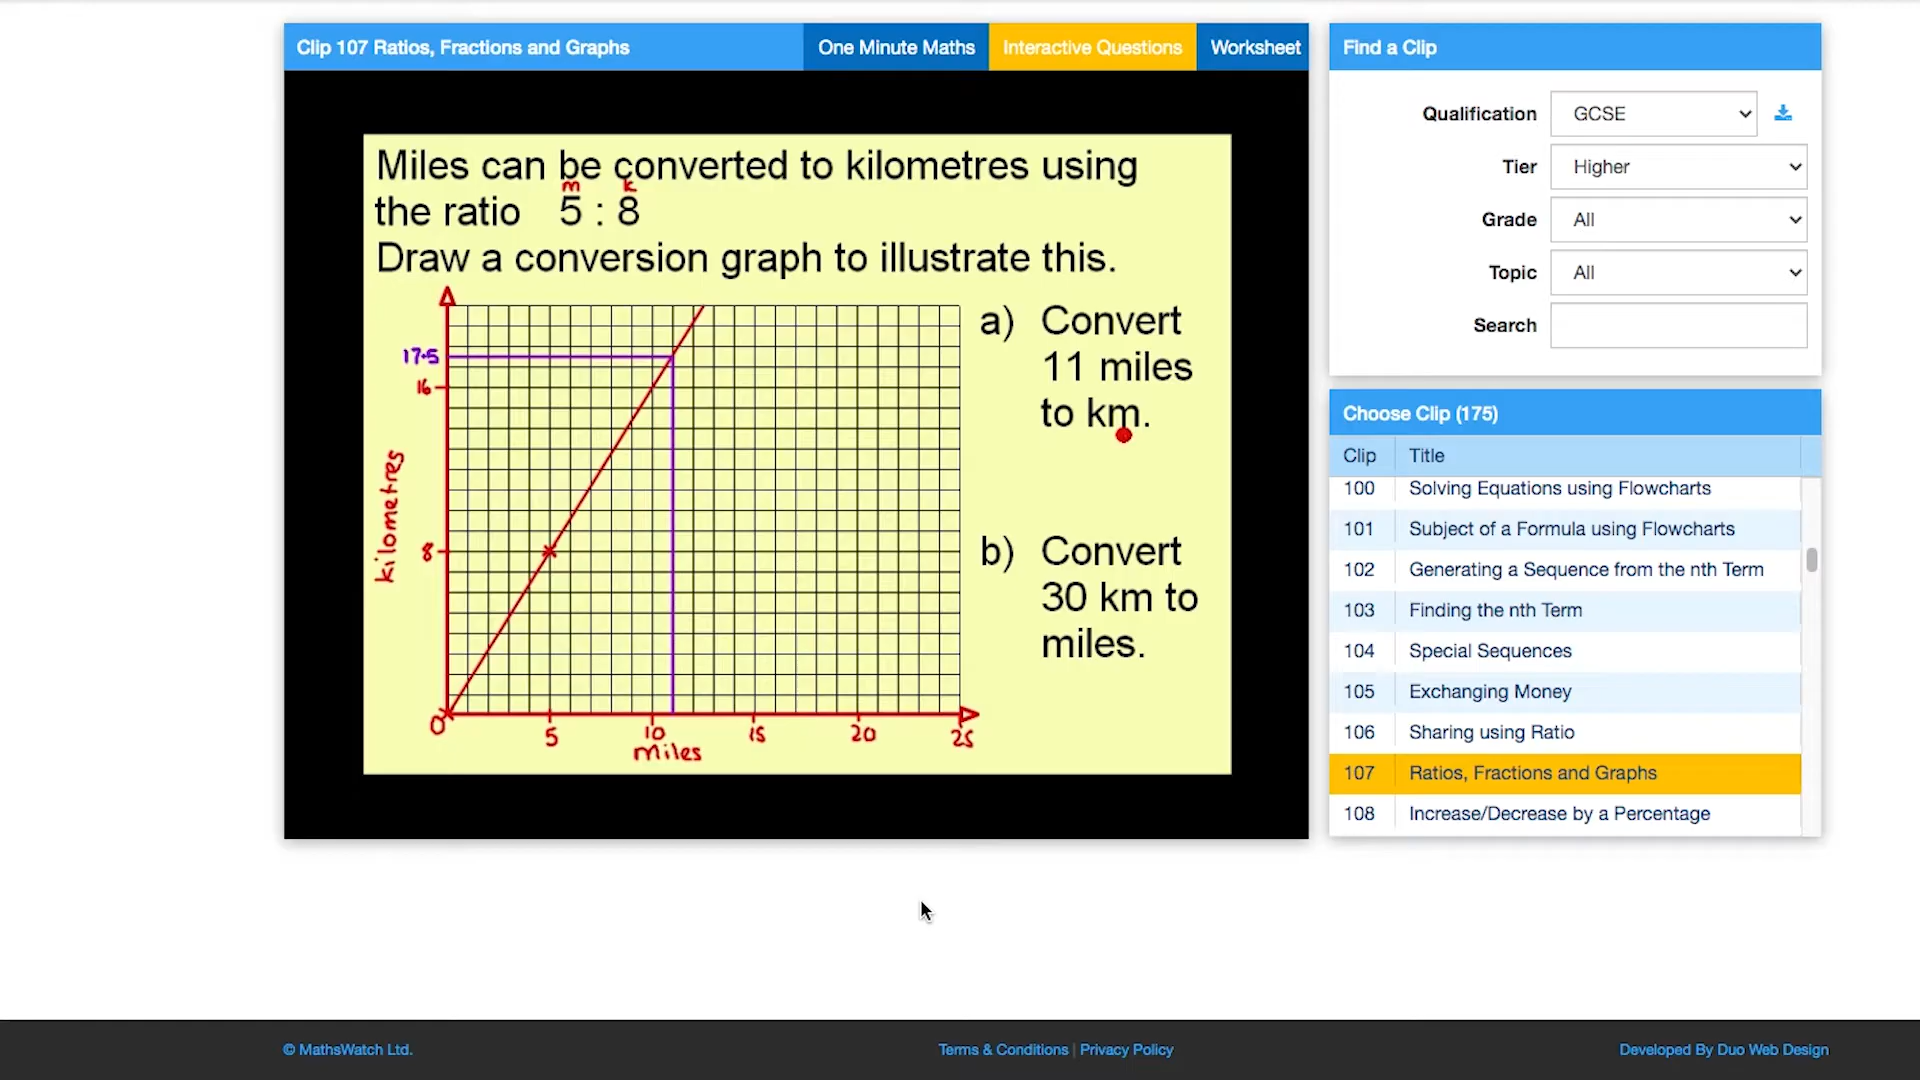 Clip 107 Ratios, Fractions and Graphs
One Minute Maths
Interactive Questions
Worksheet
Miles can be converted to kilometres using
m k
the ratio 5 : 8
Draw a conversion graph to illustrate this.
17.5
16
8
0
kilometres
5
10
15
20
25
miles
a) Convert
11 miles
to km.
b) Convert
30 km to
miles.
Find a Clip
Qualification GCSE
Tier Higher
Grade All
Topic All
Search
Choose Clip (175)
Clip Title
100 Solving Equations using Flowcharts
101 Subject of a Formula using Flowcharts
102 Generating a Sequence from the nth Term
103 Finding the nth Term
104 Special Sequences
105 Exchanging Money
106 Sharing using Ratio
107 Ratios, Fractions and Graphs
108 Increase/Decrease by a Percentage
© MathsWatch Ltd.
Terms & Conditions | Privacy Policy
Developed By Duo Web Design